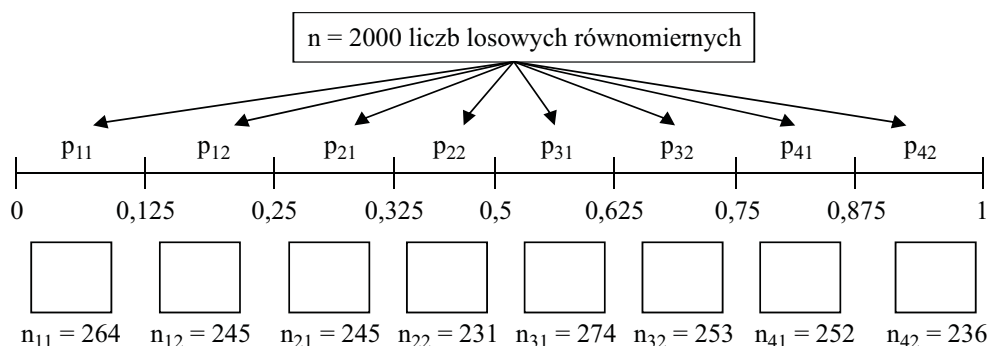 n = 2000 liczb losowych równomiernych
p₁₁ p₁₂ p₂₁ p₂₂ p₃₁ p₃₂ p₄₁ p₄₂
0 0,125 0,25 0,325 0,5 0,625 0,75 0,875 1
n₁₁ = 264 n₁₂ = 245 n₂₁ = 245 n₂₂ = 231 n₃₁ = 274 n₃₂ = 253 n₄₁ = 252 n₄₂ = 236